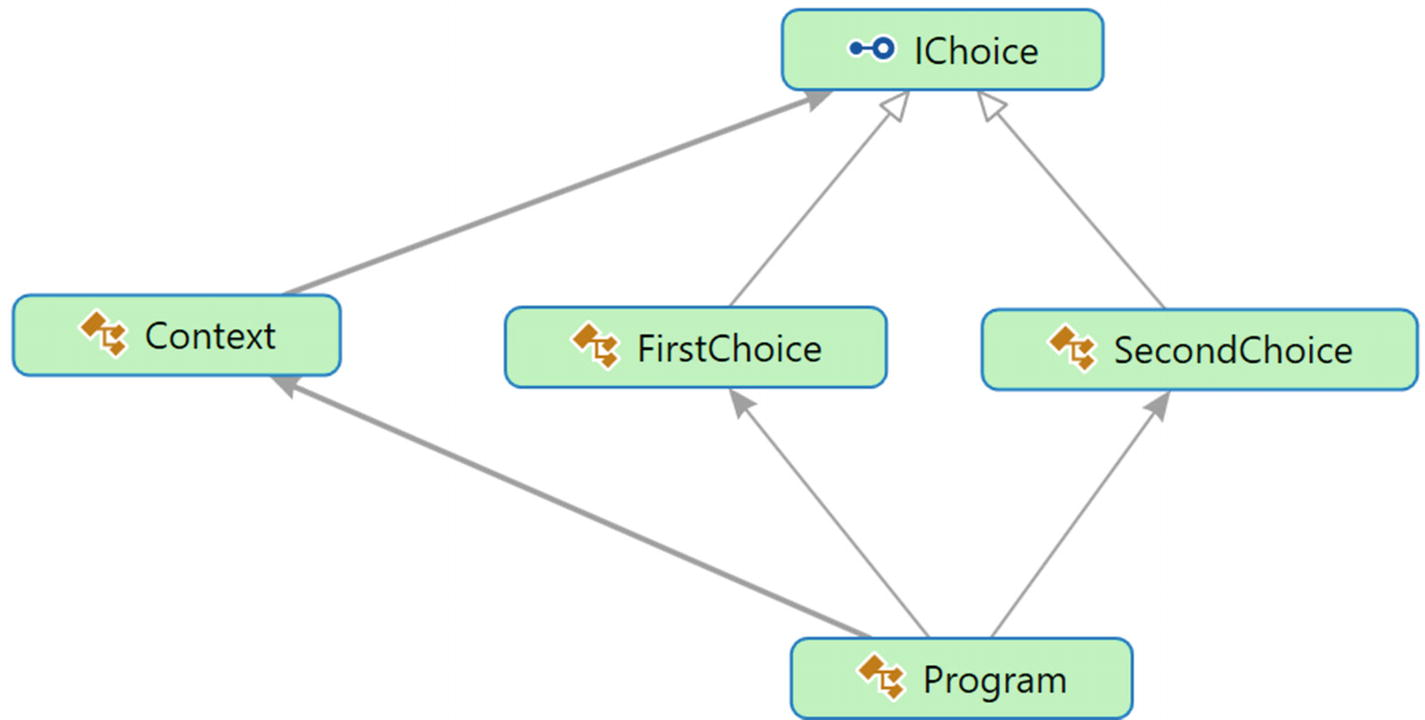 IChoice
Context
FirstChoice
SecondChoice
Program